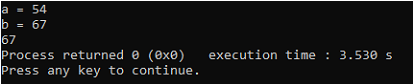 a = 54
b = 67
67
Process returned 0 (0x0)   execution time : 3.530 s
Press any key to continue.